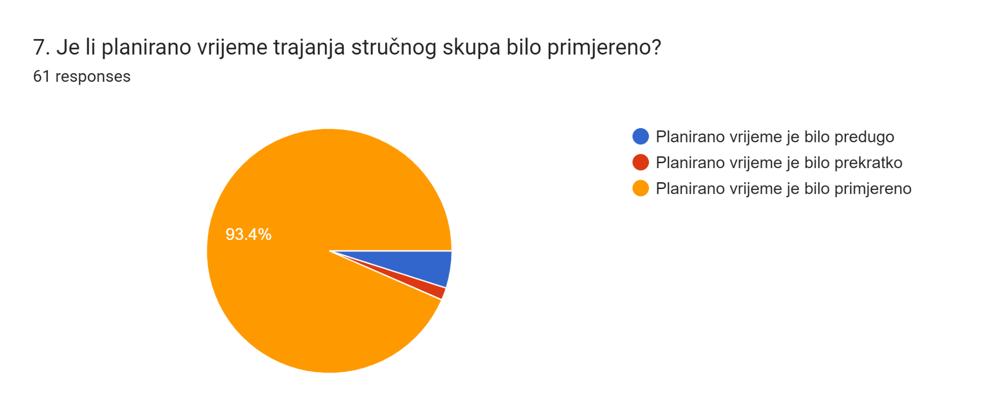 7. Je li planirano vrijeme trajanja stručnog skupa bilo primjereno?
61 responses
Planirano vrijeme je bilo predugo
Planirano vrijeme je bilo prekratko
Planirano vrijeme je bilo primjereno
93.4%